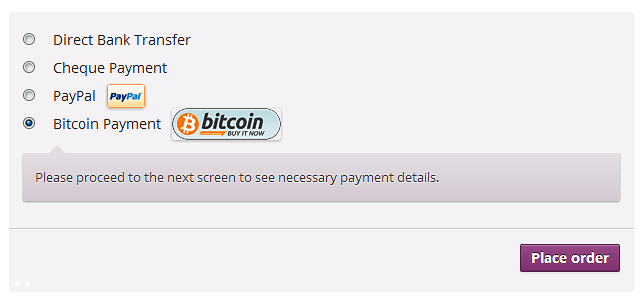 Direct Bank Transfer
Cheque Payment
PayPal PayPal
Bitcoin Payment bitcoin
BUY IT NOW
Please proceed to the next screen to see necessary payment details.
Place order